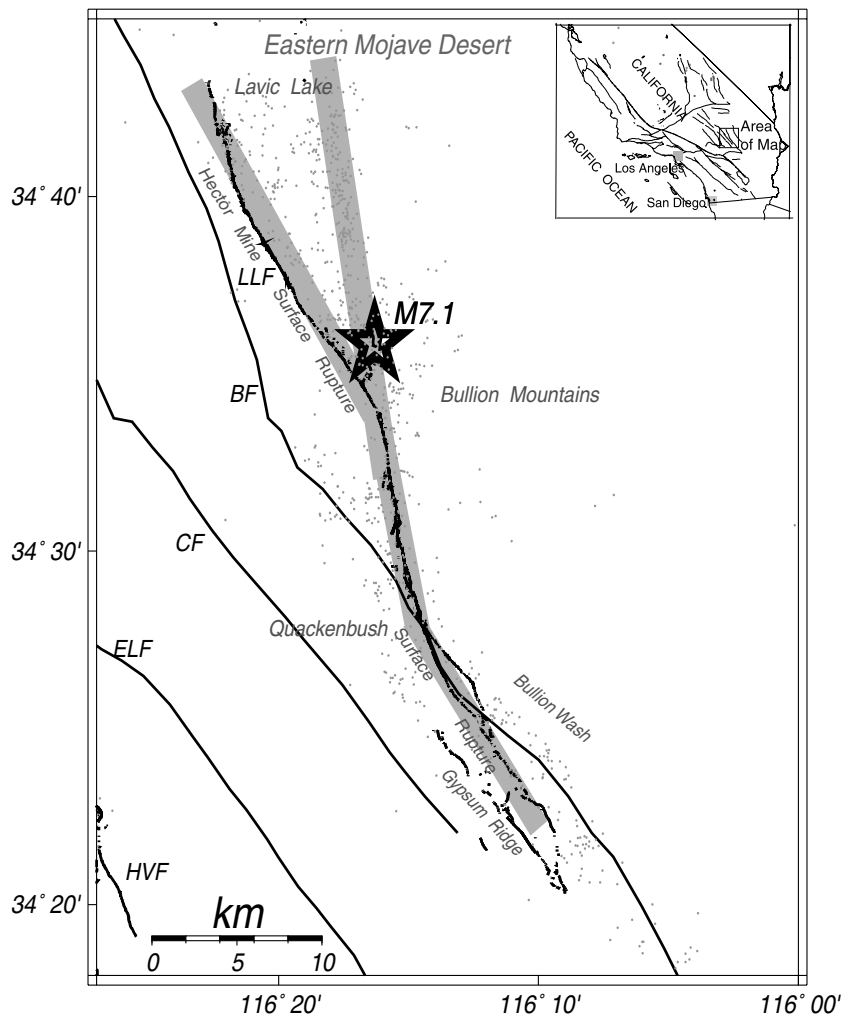 Eastern Mojave Desert
Lavic Lake
CALIFORNIA
Area
of Map
PACIFIC OCEAN
Los Angeles
San Diego
34° 40'
Hector Mine Surface Rupture
LLF
M7.1
BF
Bullion Mountains
34° 30'
CF
Quackenbush
Surface Rupture
ELF
Bullion Wash
Gypsum Ridge
HVF
34° 20'
km
0 5 10
116° 20' 116° 10' 116° 00'